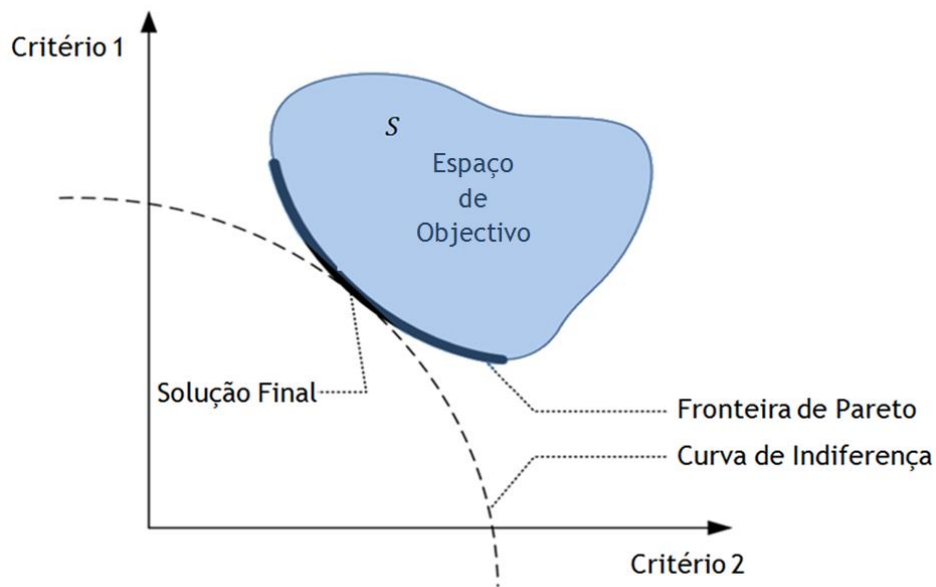 Critério 1
S
Espaço
de
Objectivo
Solução Final
Fronteira de Pareto
Curva de Indiferença
Critério 2